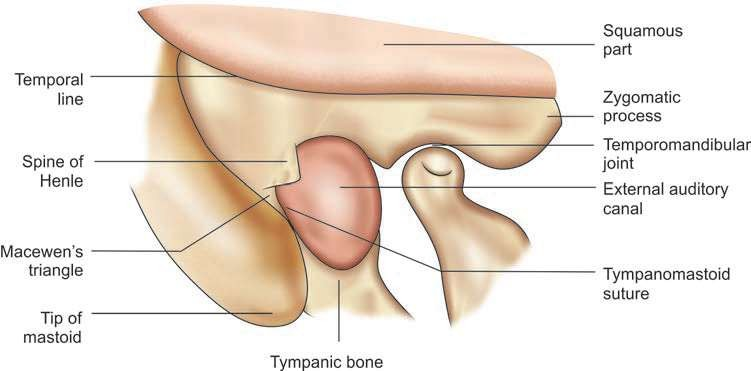 Temporal
line
Spine of
Henle
Macewen's
triangle
Tip of
mastoid
Tympanic bone
Squamous
part
Zygomatic
process
Temporomandibular
joint
External auditory
canal
Tympanomastoid
suture